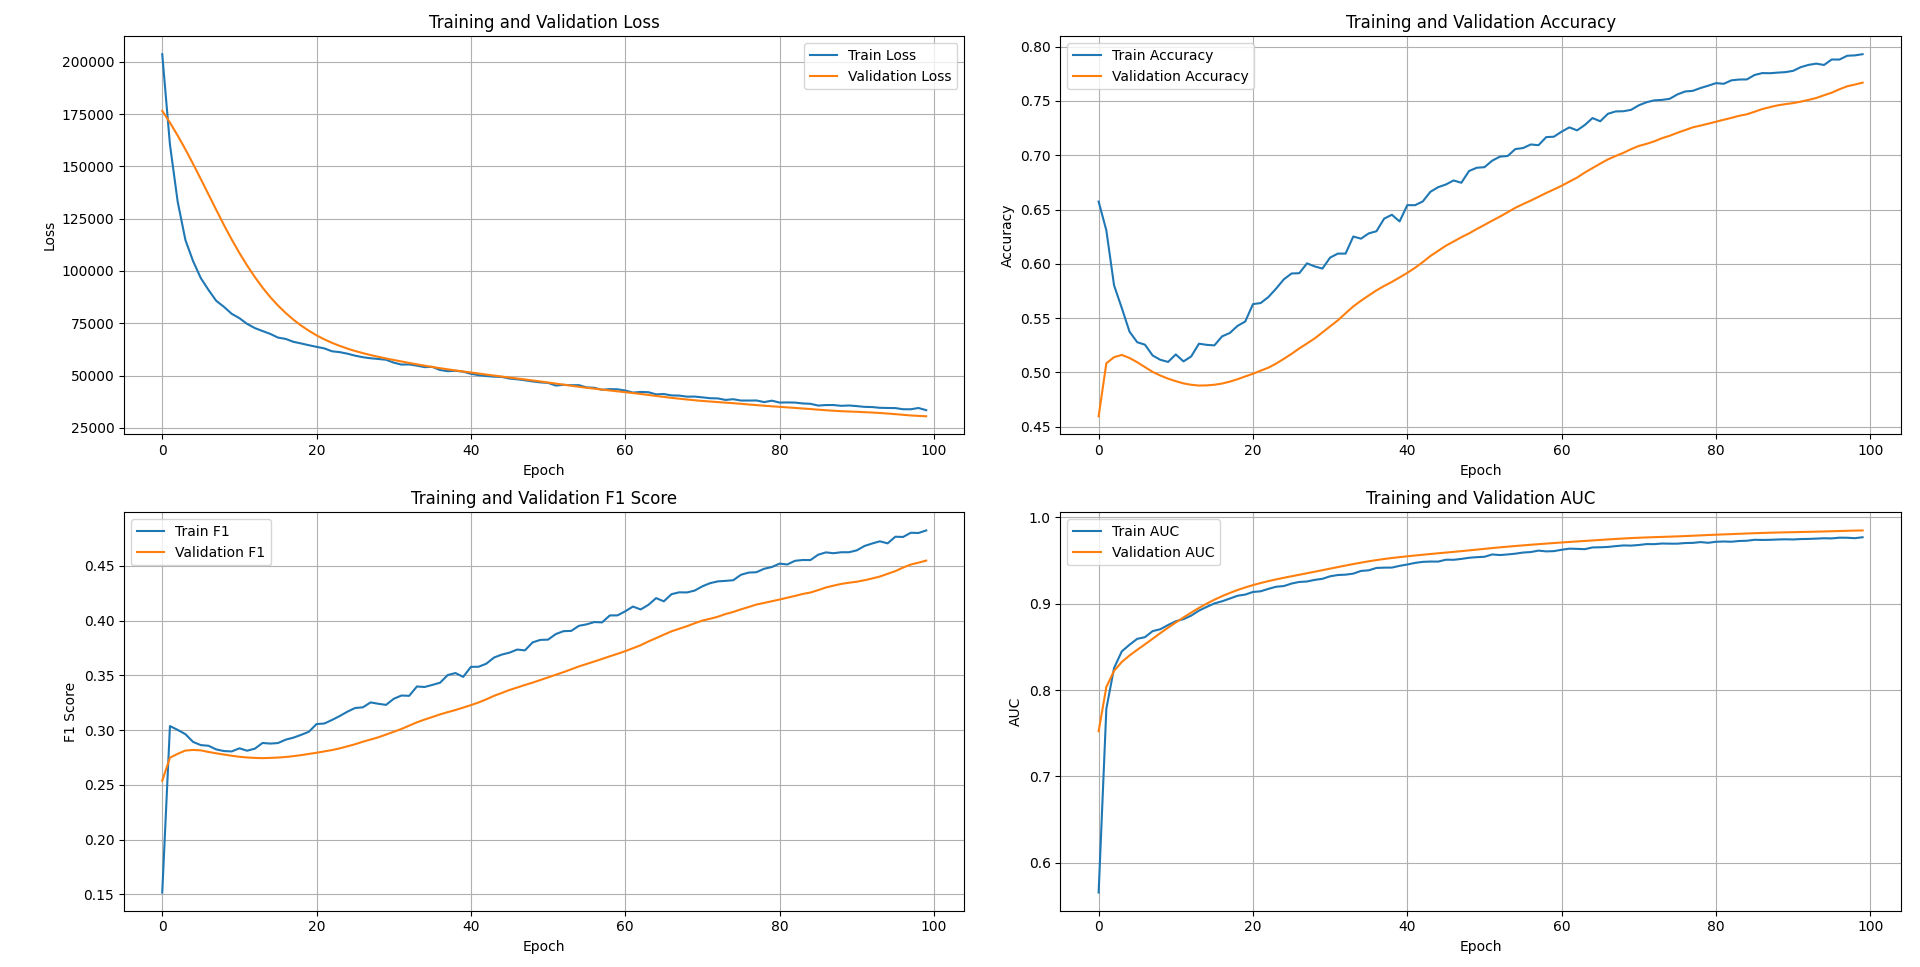 Training and Validation Loss
200000
175000
150000
125000
100000
75000
50000
25000
Loss
Train Loss
Validation Loss
0 20 40 60 80 100
Epoch
Training and Validation Accuracy
0.80
0.75
0.70
0.65
0.60
0.55
0.50
0.45
Accuracy
Train Accuracy
Validation Accuracy
0 20 40 60 80 100
Epoch
Training and Validation F1 Score
0.45
0.40
0.35
0.30
0.25
0.20
0.15
F1 Score
Train F1
Validation F1
0 20 40 60 80 100
Epoch
Training and Validation AUC
1.0
0.9
0.8
0.7
0.6
AUC
Train AUC
Validation AUC
0 20 40 60 80 100
Epoch